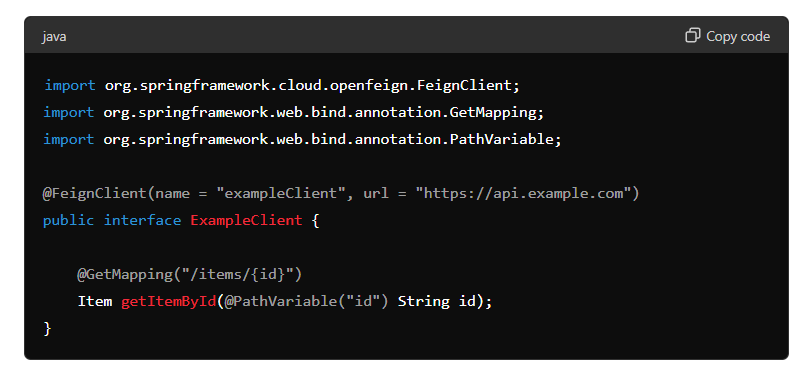 java
Copy code
import org.springframework.cloud.openfeign.FeignClient;
import org.springframework.web.bind.annotation.GetMapping;
import org.springframework.web.bind.annotation.PathVariable;
@FeignClient(name = "exampleClient", url = "https://api.example.com")
public interface ExampleClient {
@GetMapping("/items/{id}")
Item getItemById(@PathVariable("id") String id);
}